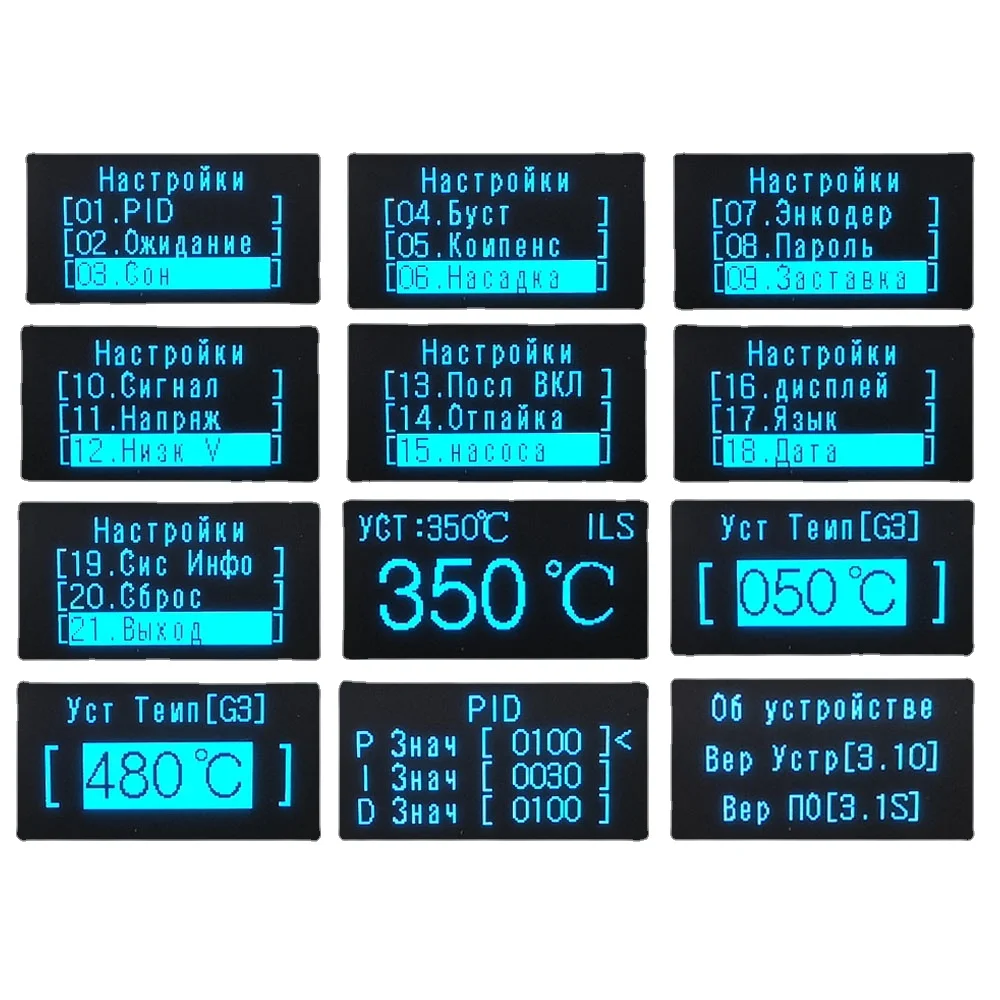 Настройки
[01.PID]
[02.Ожидание]
[03.Сон]
Настройки
[04.Буст]
[05.Компенс]
[06.Насадка]
Настройки
[07.Энкодер]
[08.Пароль]
[09.Заставка]
Настройки
[10.Сигнал]
[11.Напряж]
[12.Низк V]
Настройки
[13.Посл ВКЛ]
[14.Отпайка]
[15.насоса]
Настройки
[16.дисплей]
[17.Язык]
[18.Дата]
Настройки
[19.Сис Инфо]
[20.Сброс]
[21.Выход]
УСТ:350℃ ILS
350℃
Уст Темп[G3]
[050℃]
Уст Темп[G3]
[480℃]
PID
P Знач [ 0100 ]<
I Знач [ 0030 ]
D Знач [ 0100 ]
Об устройстве
Вер Устр[3.10]
Вер ПО[3.1S]